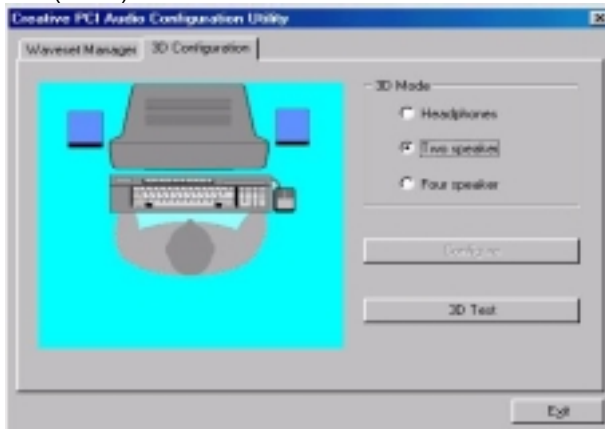 Creative PCI Audio Configuration Utility
Waveset Manager
3D Configuration
3D Mode
Headphones
Two speaker
Four speaker
Configure
3D Test
Exit